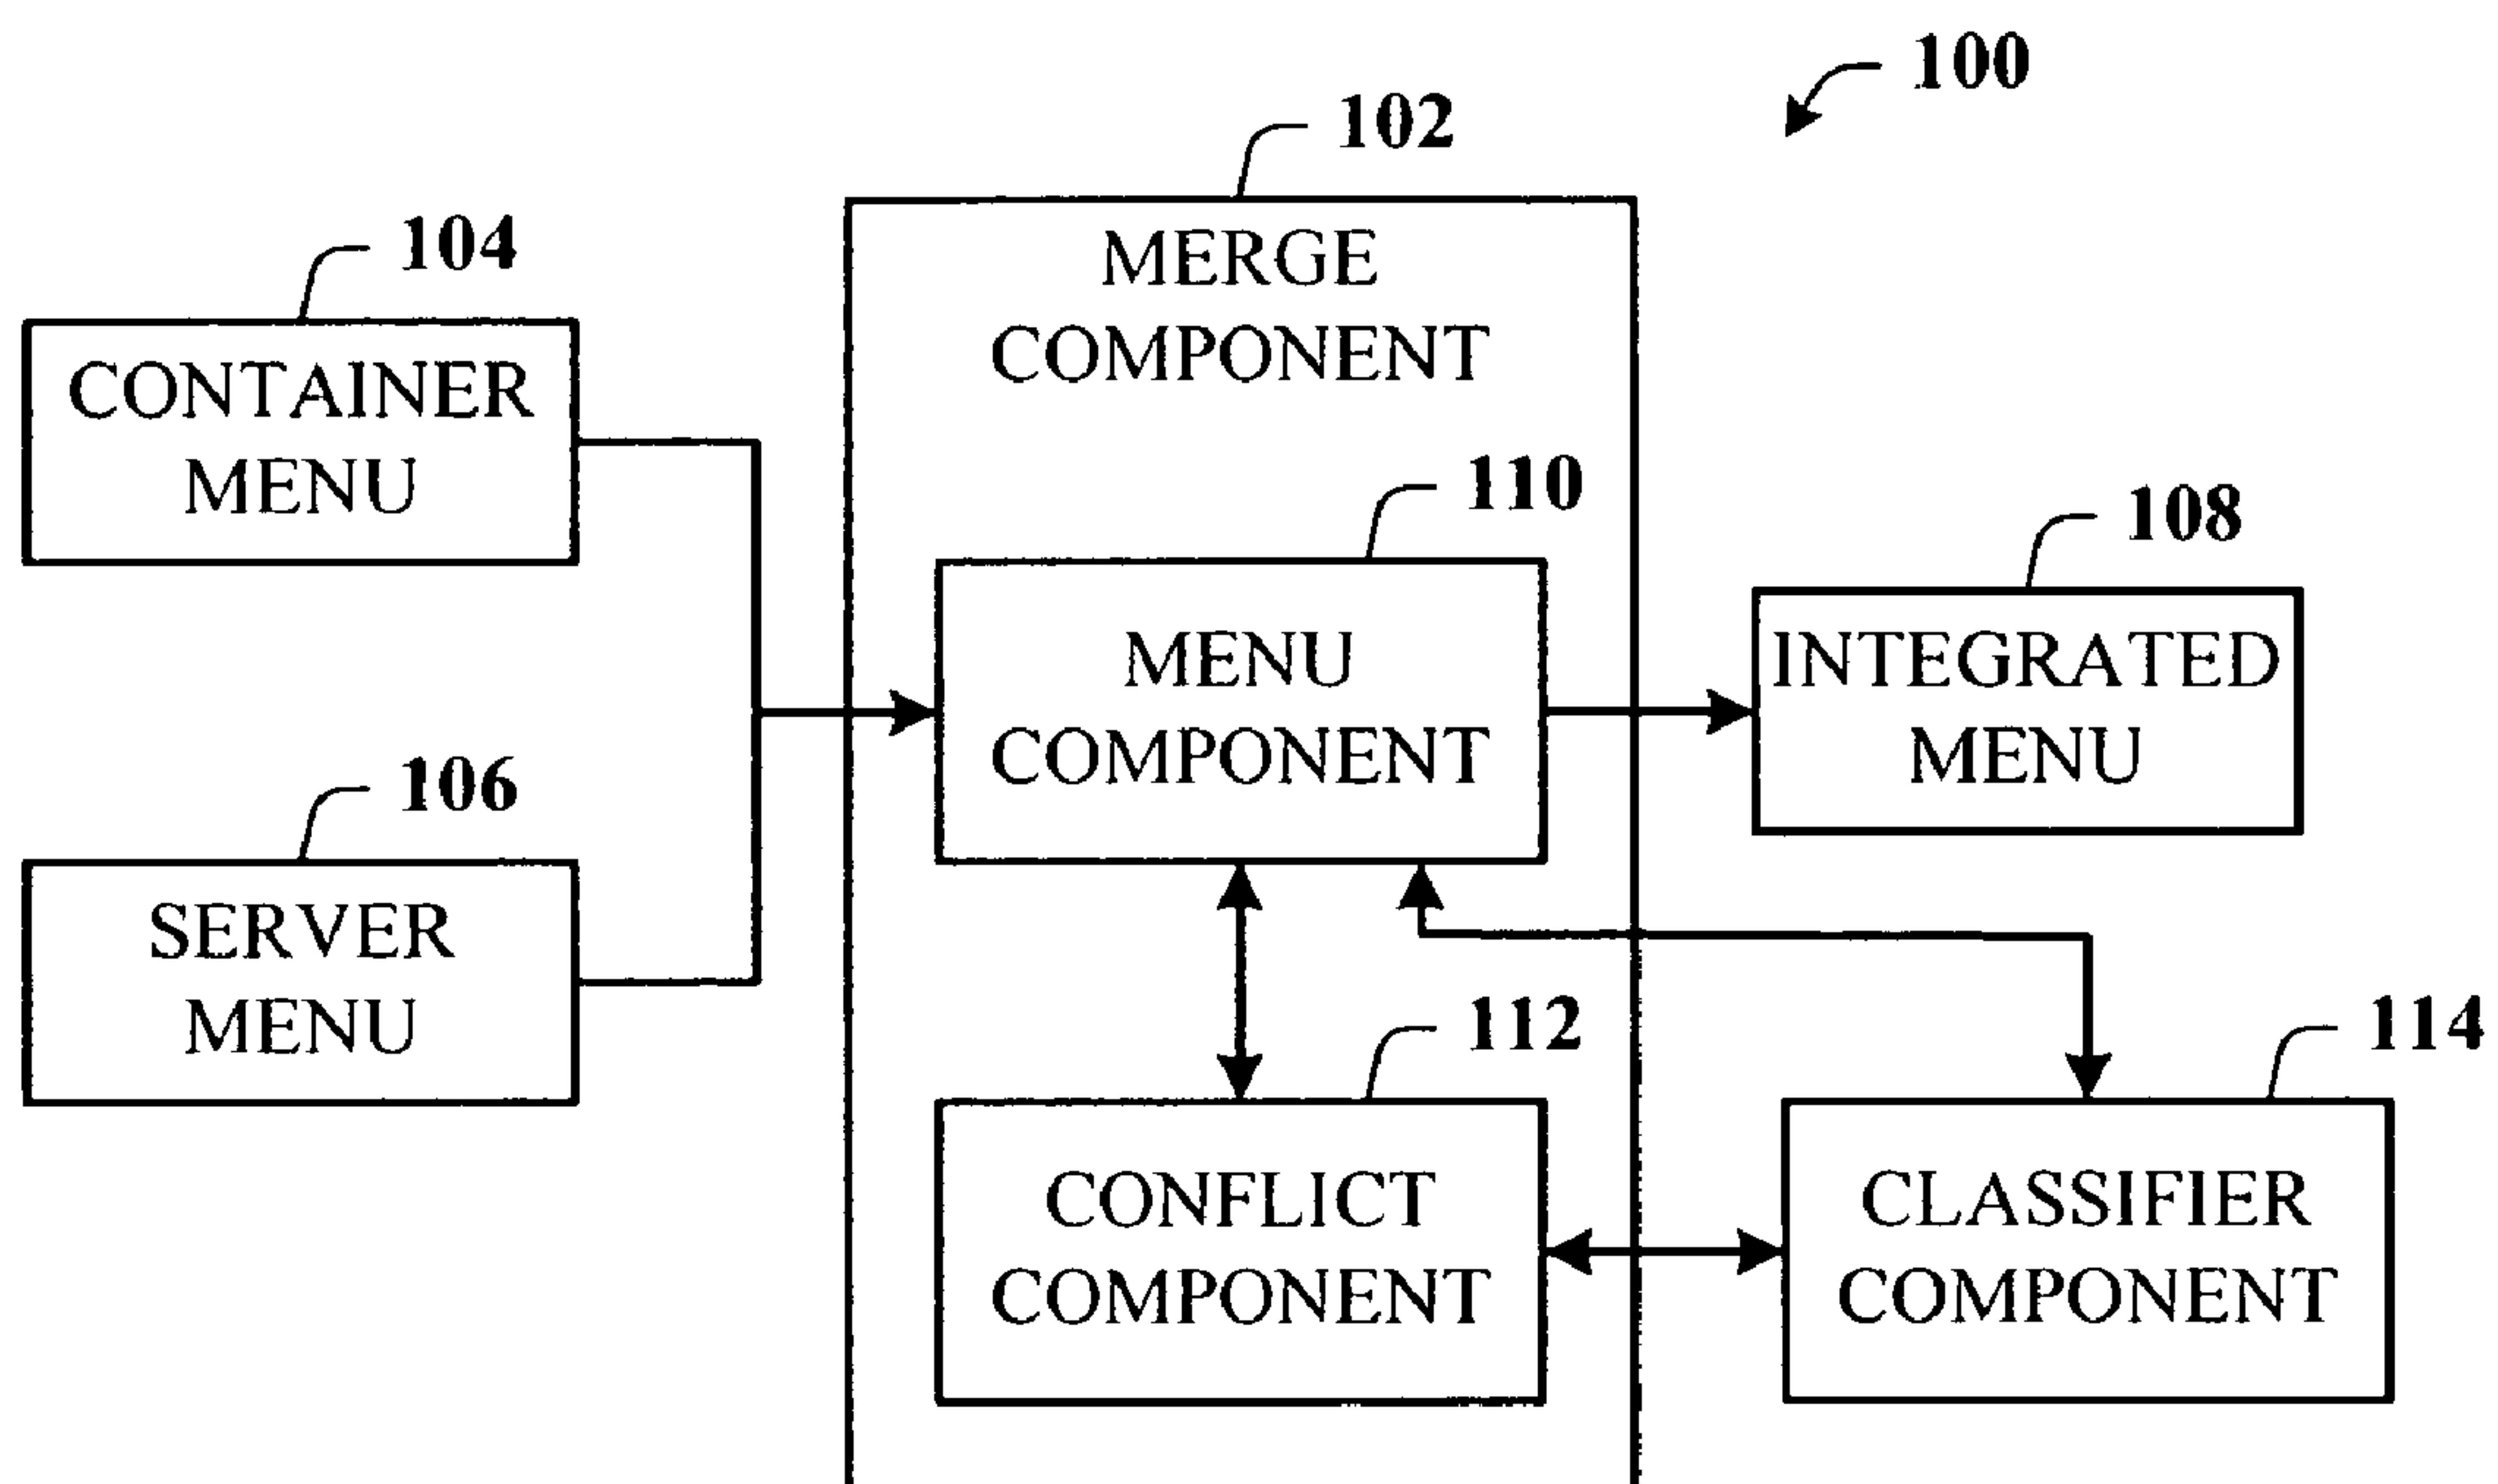 100
102
MERGE
COMPONENT
104
CONTAINER
MENU
110
MENU
COMPONENT
108
INTEGRATED
MENU
106
SERVER
MENU
112
CONFLICT
COMPONENT
114
CLASSIFIER
COMPONENT